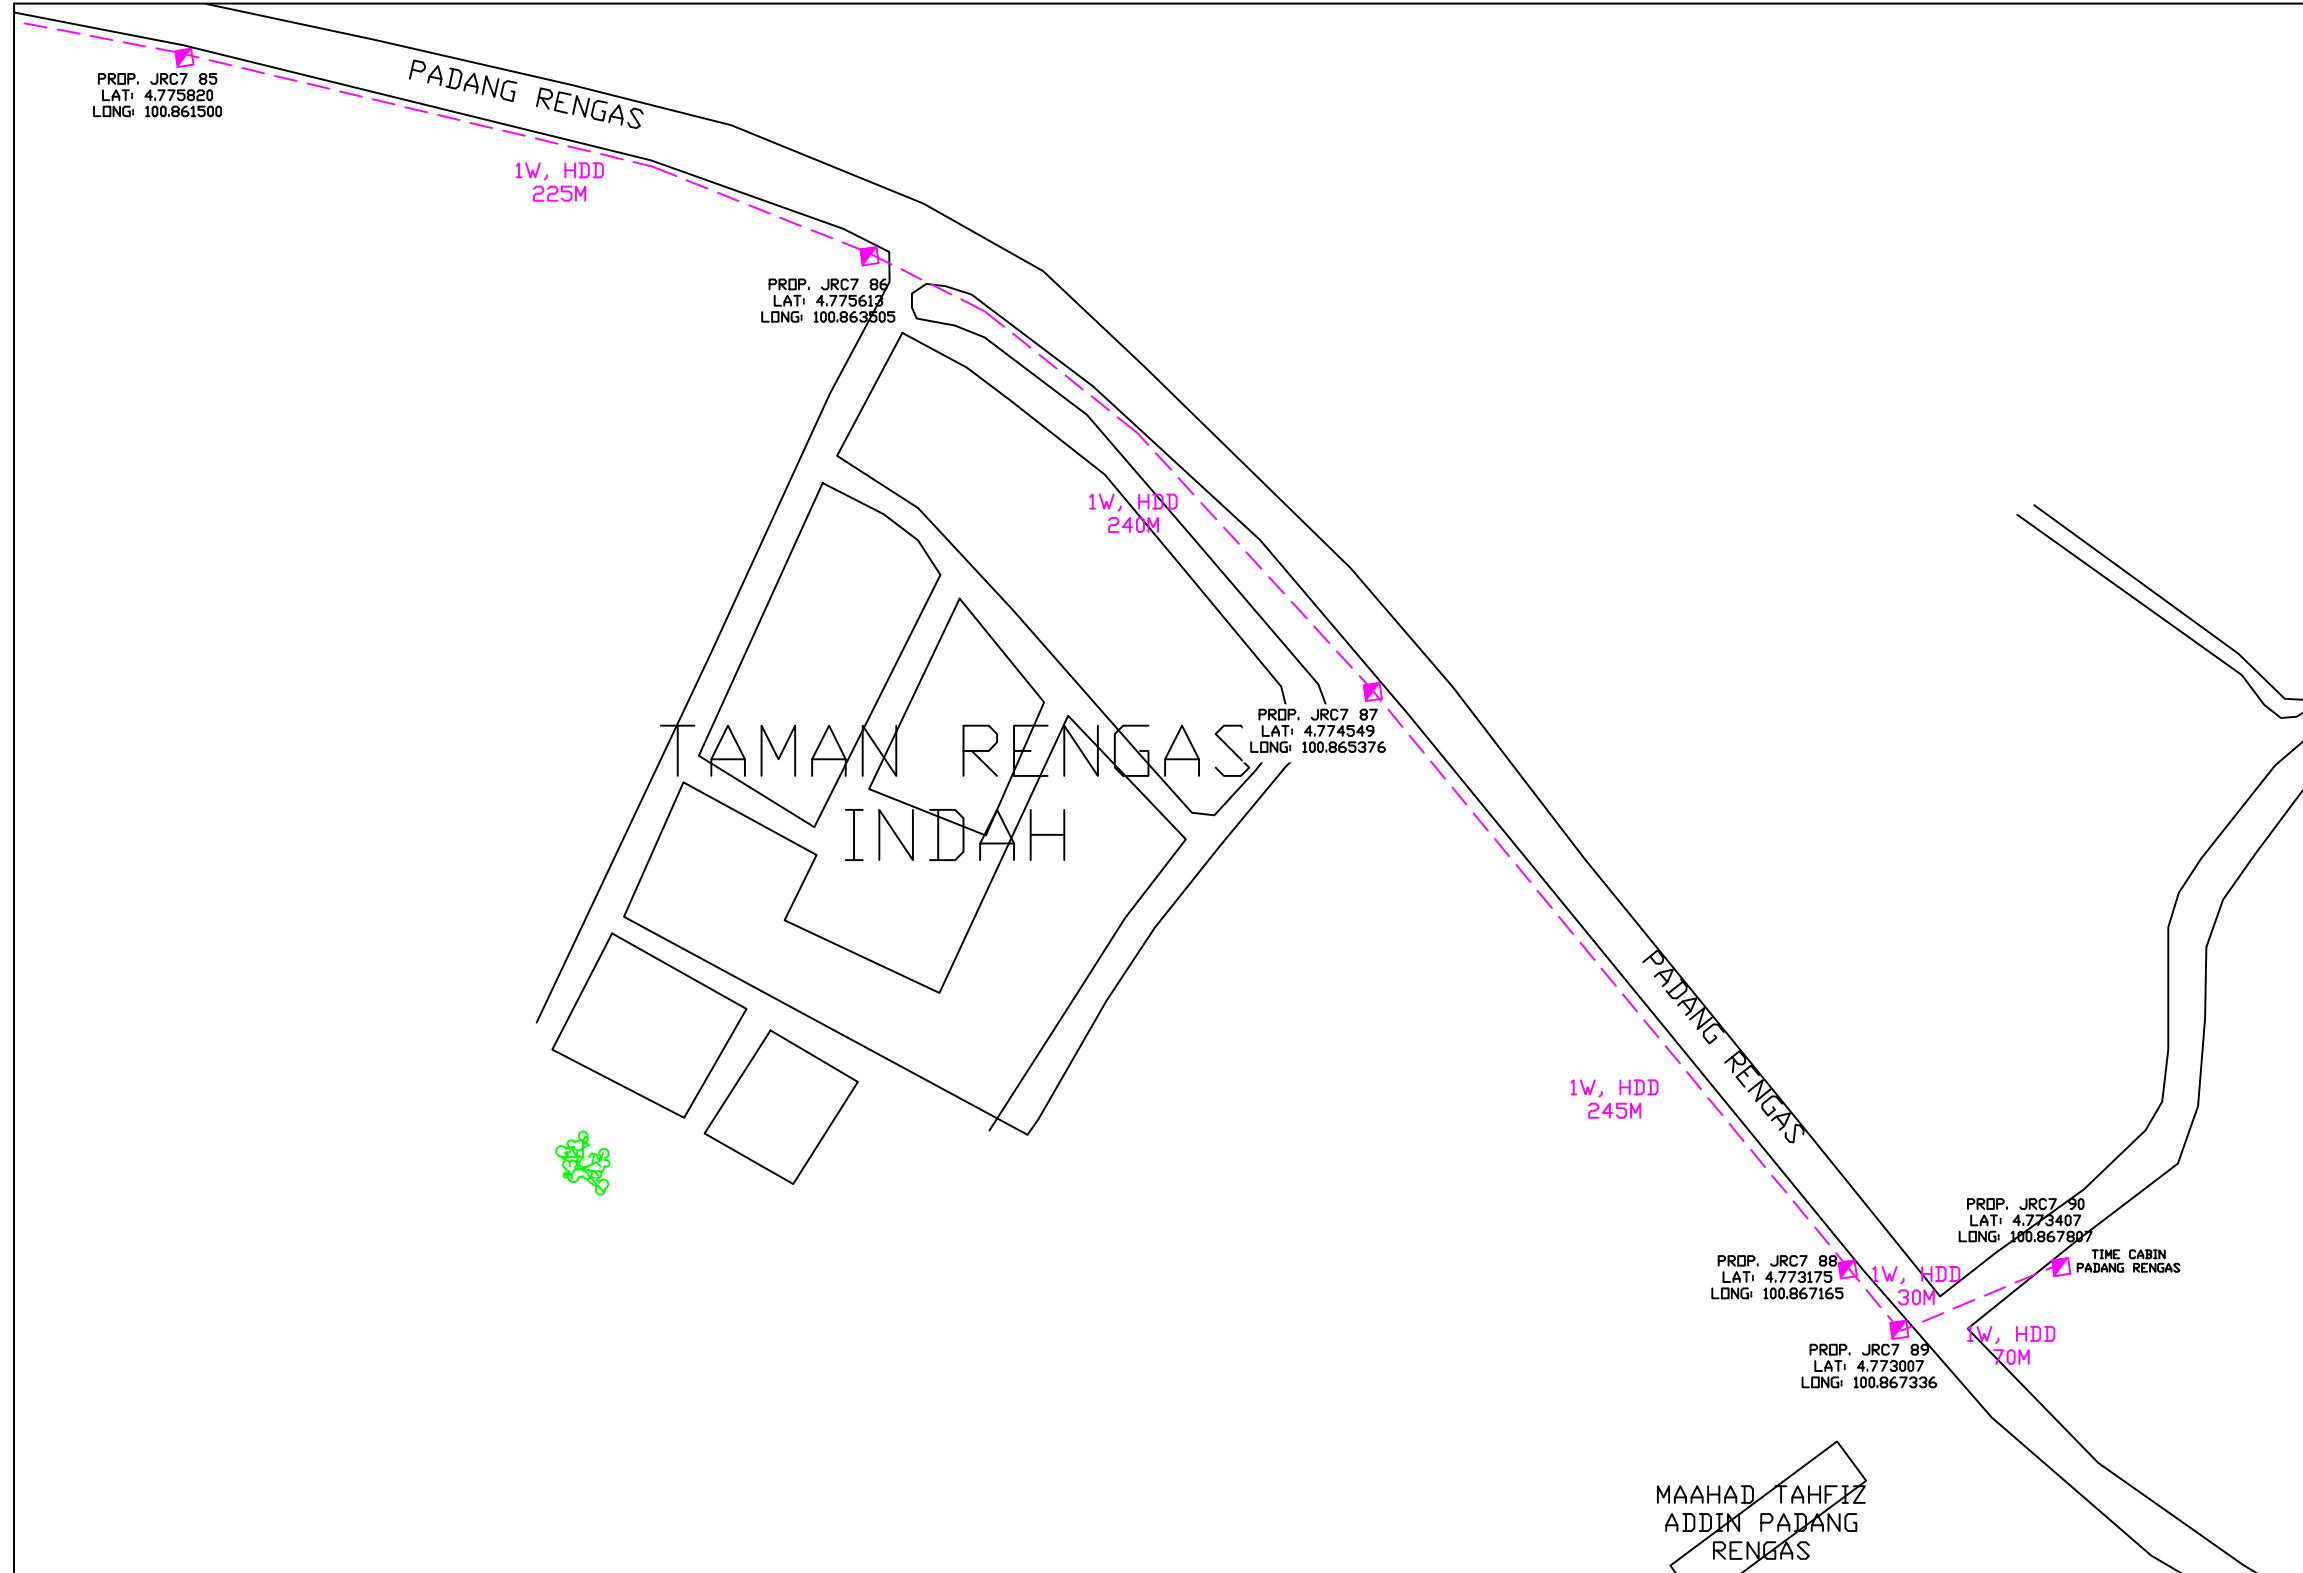 PADANG RENGAS
PROP. JRC7 85
LAT: 4.775820
LONG: 100.861500
1W, HDD
225M
PROP. JRC7 86
LAT: 4.775613
LONG: 100.863505
1W, HDD
240M
PROP. JRC7 87
LAT: 4.774549
LONG: 100.865376
TAMAN RENGAS
INDAH
PADANG RENGAS
1W, HDD
245M
PROP. JRC7 90
LAT: 4.773407
LONG: 100.867807
TIME CABIN
PADANG RENGAS
PROP. JRC7 88
LAT: 4.773175
LONG: 100.867165
1W, HDD
30M
1W, HDD
70M
PROP. JRC7 89
LAT: 4.773007
LONG: 100.867336
MAAHAD TAHFIZ
ADDIN PADANG
RENGAS